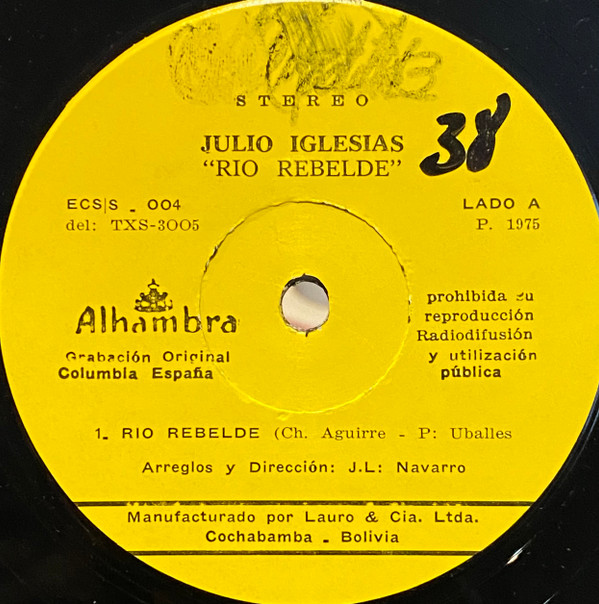 STEREO
JULIO IGLESIAS
“RIO REBELDE”
38
ECS|S - 004
LADO A
del: TXS-3005
P. 1975
Alhambra
Grabación Original
Columbia España
prohibida su
reproducción
Radiodifusión
y utilización
pública
1. RIO REBELDE (Ch. Aguirre - P: Uballes
Arreglos y Dirección: J.L: Navarro
Manufacturado por Lauro & Cia. Ltda.
Cochabamba - Bolivia